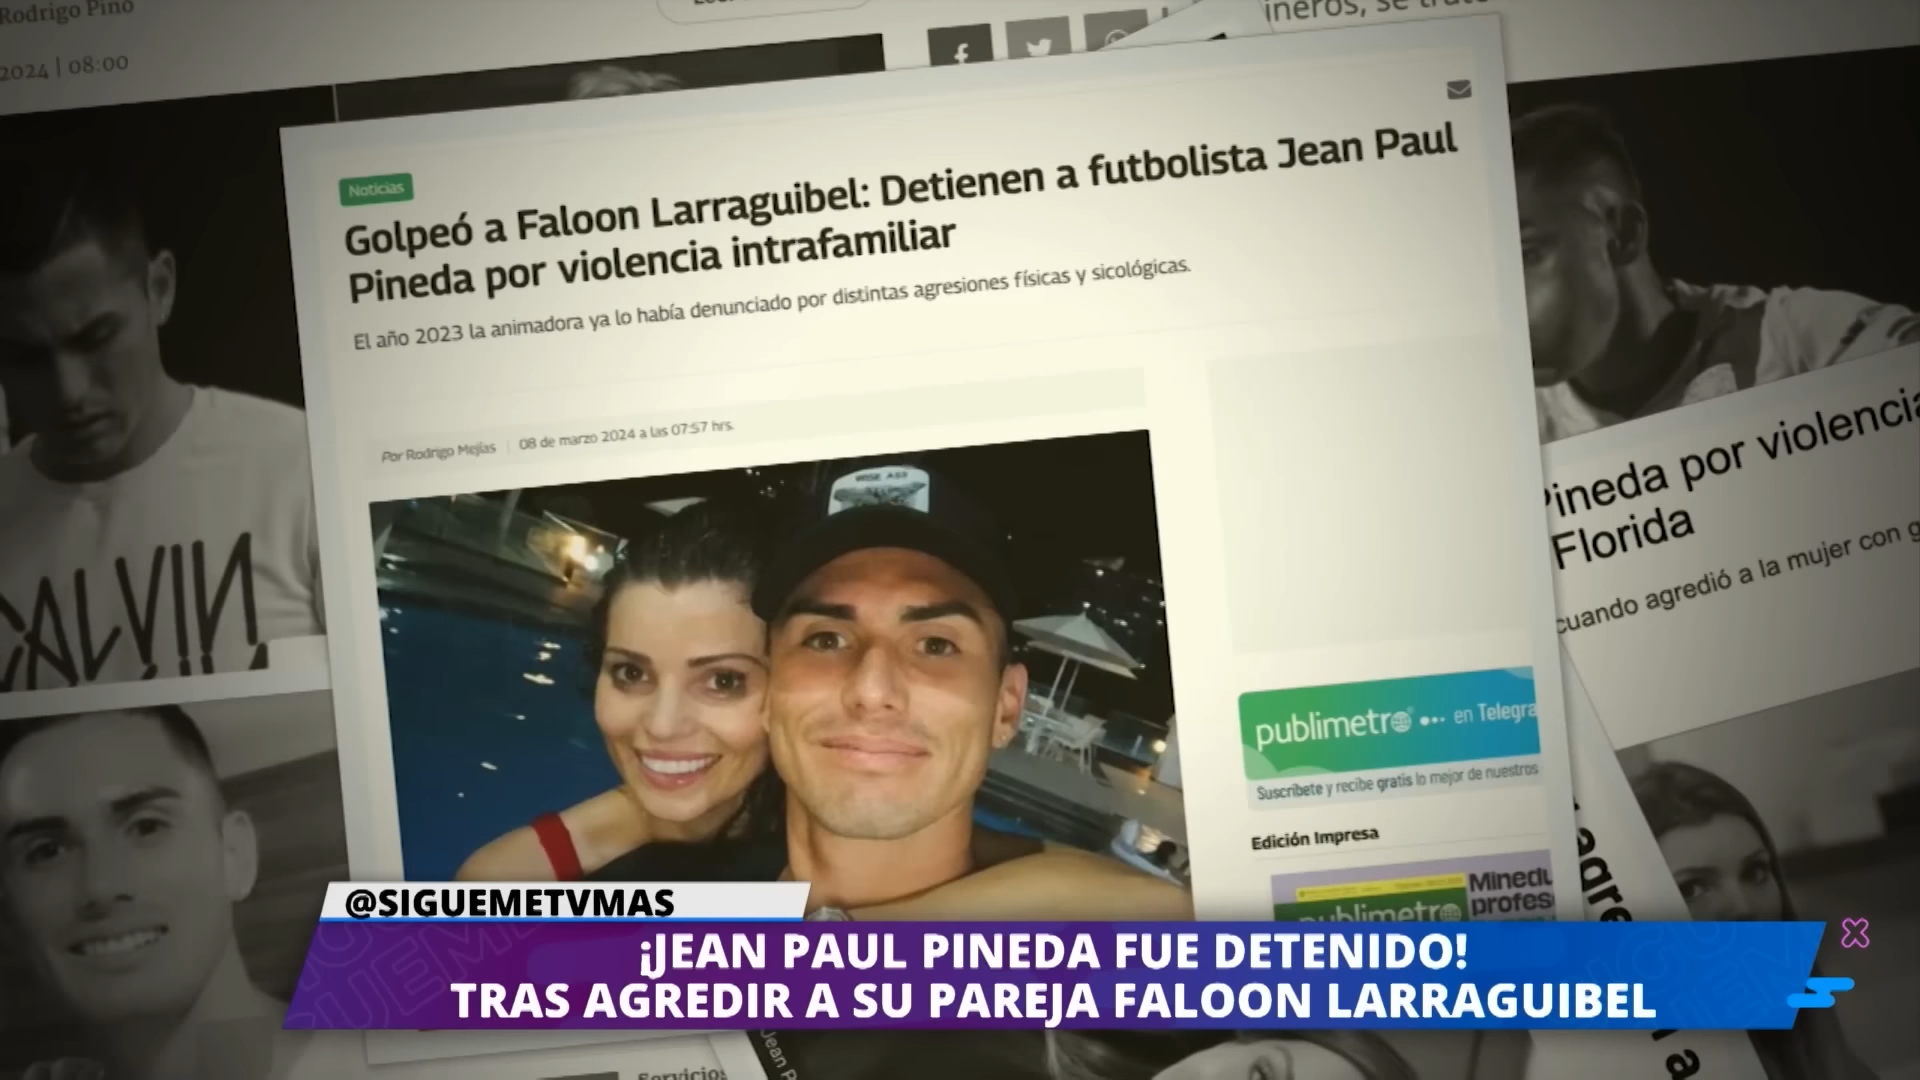 Rodrigo Pino
2024 | 08:00
ineros, se
Noticias
Golpeó a Faloon Larraguibel: Detienen a futbolista Jean Paul
Pineda por violencia intrafamiliar
El año 2023 la animadora ya lo había denunciado por distintas agresiones físicas y sicológicas.
Por Rodrigo Mejías | 08 de marzo 2024 a las 07:57 hrs.
WISE ASS
CALVIN
Pineda por violencia
Florida
cuando agredió a la mujer con g
publimetro en Telegra
Suscríbete y recibe gratis lo mejor de nuestros
Edición Impresa
publimetro
Minedu
profes
@SIGUEMETVMAS
¡JEAN PAUL PINEDA FUE DETENIDO!
TRAS AGREDIR A SU PAREJA FALOON LARRAGUIBEL
Jean P
Servicios